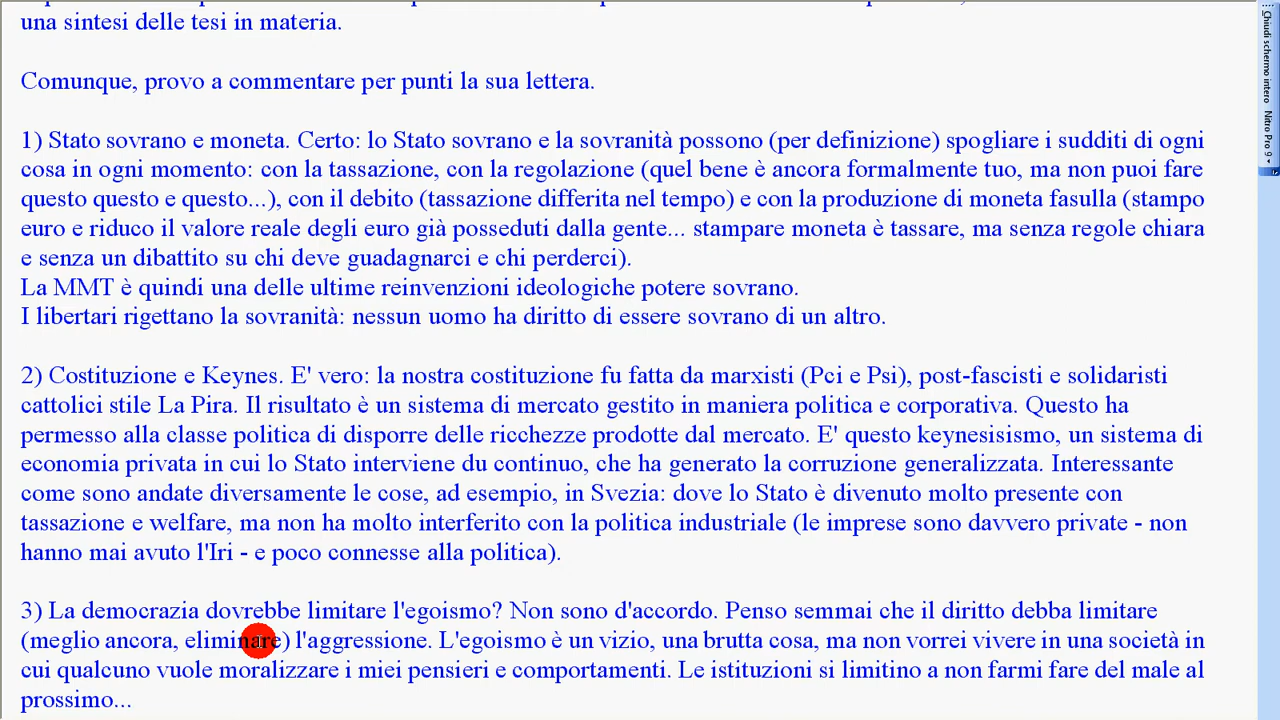 una sintesi delle tesi in materia.
Comunque, provo a commentare per punti la sua lettera.
1) Stato sovrano e moneta. Certo: lo Stato sovrano e la sovranità possono (per definizione) spogliare i sudditi di ogni
cosa in ogni momento: con la tassazione, con la regolazione (quel bene è ancora formalmente tuo, ma non puoi fare
questo questo e questo...), con il debito (tassazione differita nel tempo) e con la produzione di moneta fasulla (stampo
euro e riduco il valore reale degli euro già posseduti dalla gente... stampare moneta è tassare, ma senza regole chiara
e senza un dibattito su chi deve guadagnarci e chi perderci).
La MMT è quindi una delle ultime reinvenzioni ideologiche potere sovrano.
I libertari rigettano la sovranità: nessun uomo ha diritto di essere sovrano di un altro.
2) Costituzione e Keynes. E' vero: la nostra costituzione fu fatta da marxisti (Pci e Psi), post-fascisti e solidaristi
cattolici stile La Pira. Il risultato è un sistema di mercato gestito in maniera politica e corporativa. Questo ha
permesso alla classe politica di disporre delle ricchezze prodotte dal mercato. E' questo keynesisismo, un sistema di
economia privata in cui lo Stato interviene du continuo, che ha generato la corruzione generalizzata. Interessante
come sono andate diversamente le cose, ad esempio, in Svezia: dove lo Stato è divenuto molto presente con
tassazione e welfare, ma non ha molto interferito con la politica industriale (le imprese sono davvero private - non
hanno mai avuto l'Iri - e poco connesse alla politica).
3) La democrazia dovrebbe limitare l'egoismo? Non sono d'accordo. Penso semmai che il diritto debba limitare
(meglio ancora, eliminare) l'aggressione. L'egoismo è un vizio, una brutta cosa, ma non vorrei vivere in una società in
cui qualcuno vuole moralizzare i miei pensieri e comportamenti. Le istituzioni si limitino a non farmi fare del male al
prossimo...
Chiudi schermo intero Nitro Pro 9